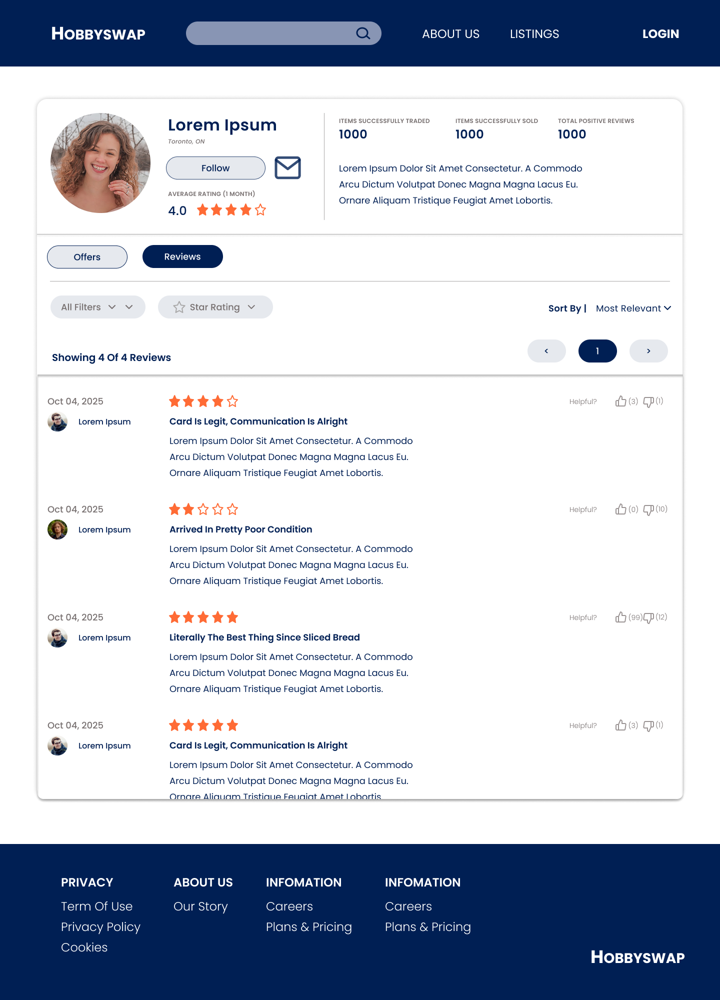 HOBBYSWAP
ABOUT US
LISTINGS
LOGIN
Lorem Ipsum
Toronto, ON
Follow
AVERAGE RATING (1 MONTH)
4.0
ITEMS SUCCESSFULLY TRADED
1000
ITEMS SUCCESSFULLY SOLD
1000
TOTAL POSITIVE REVIEWS
1000
Lorem Ipsum Dolor Sit Amet Consectetur. A Commodo
Arcu Dictum Volutpat Donec Magna Magna Lacus Eu.
Ornare Aliquam Tristique Feugiat Amet Lobortis.
Offers
Reviews
All Filters
Star Rating
Sort By | Most Relevant
Showing 4 Of 4 Reviews
< 1 >
Oct 04, 2025
Lorem Ipsum
Card Is Legit, Communication Is Alright
Lorem Ipsum Dolor Sit Amet Consectetur. A Commodo
Arcu Dictum Volutpat Donec Magna Magna Lacus Eu.
Ornare Aliquam Tristique Feugiat Amet Lobortis.
Helpful? (3) (1)
Oct 04, 2025
Lorem Ipsum
Arrived In Pretty Poor Condition
Lorem Ipsum Dolor Sit Amet Consectetur. A Commodo
Arcu Dictum Volutpat Donec Magna Magna Lacus Eu.
Ornare Aliquam Tristique Feugiat Amet Lobortis.
Helpful? (0) (10)
Oct 04, 2025
Lorem Ipsum
Literally The Best Thing Since Sliced Bread
Lorem Ipsum Dolor Sit Amet Consectetur. A Commodo
Arcu Dictum Volutpat Donec Magna Magna Lacus Eu.
Ornare Aliquam Tristique Feugiat Amet Lobortis.
Helpful? (99) (12)
Oct 04, 2025
Lorem Ipsum
Card Is Legit, Communication Is Alright
Lorem Ipsum Dolor Sit Amet Consectetur. A Commodo
Arcu Dictum Volutpat Donec Magna Magna Lacus Eu.
Ornare Aliquam Tristique Feugiat Amet Lobortis.
Helpful? (3) (1)
PRIVACY
Term Of Use
Privacy Policy
Cookies
ABOUT US
Our Story
INFOMATION
Careers
Plans & Pricing
INFOMATION
Careers
Plans & Pricing
HOBBYSWAP